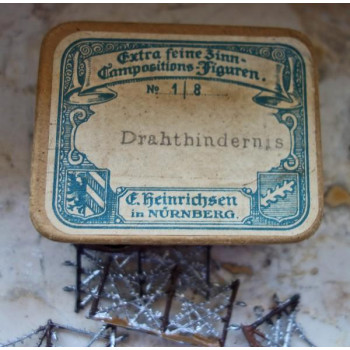 Extra feine Zinn-
Compositions-Figuren.
No 1/8
Drahthindernis
E. Heinrichsen
in NÜRNBERG.